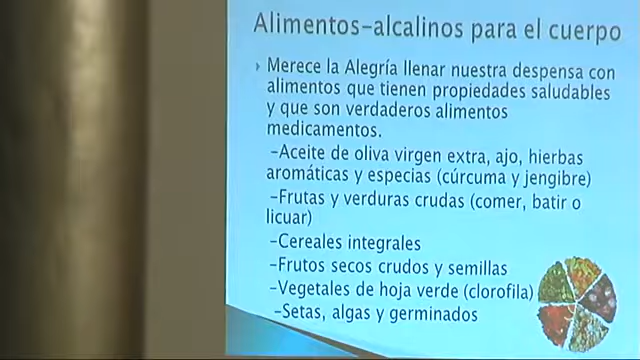 Alimentos-alcalinos para el cuerpo
Merece la Alegría llenar nuestra despensa con
alimentos que tienen propiedades saludables
y que son verdaderos alimentos
medicamentos.
-Aceite de oliva virgen extra, ajo, hierbas
aromáticas y especias (cúrcuma y jengibre)
-Frutas y verduras crudas (comer, batir o
licuar)
-Cereales integrales
-Frutos secos crudos y semillas
-Vegetales de hoja verde (clorofila)
-Setas, algas y germinados